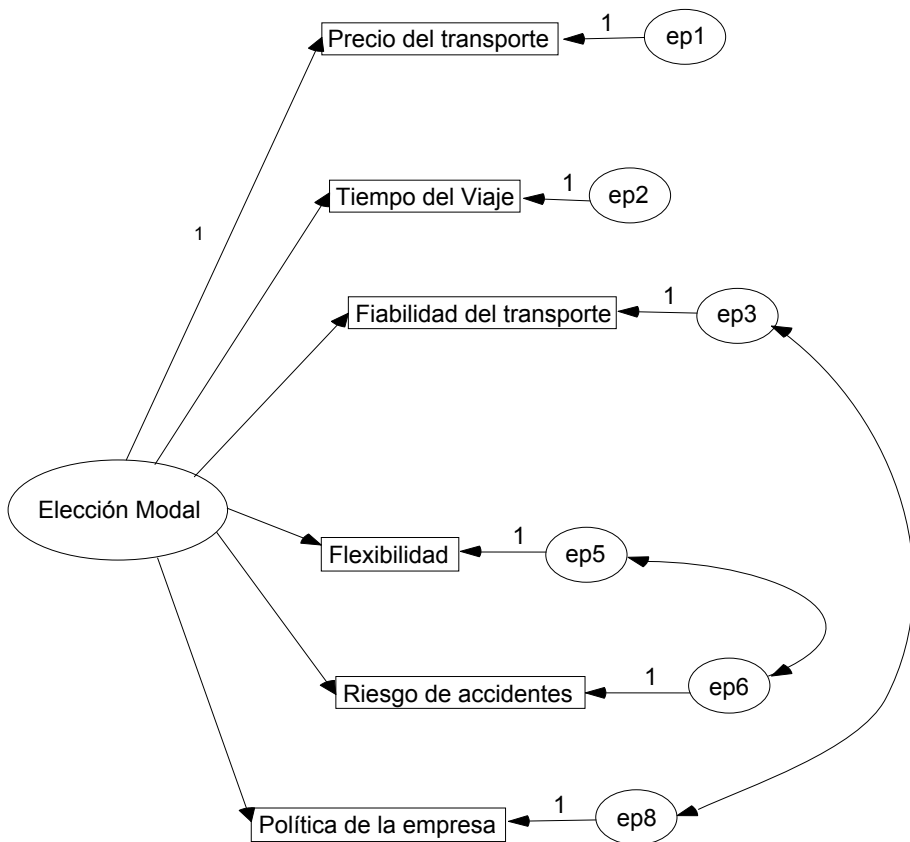 Precio del transporte 1 ep1
Tiempo del Viaje 1 ep2
1
Fiabilidad del transporte 1 ep3
Elección Modal
Flexibilidad 1 ep5
Riesgo de accidentes 1 ep6
Política de la empresa 1 ep8